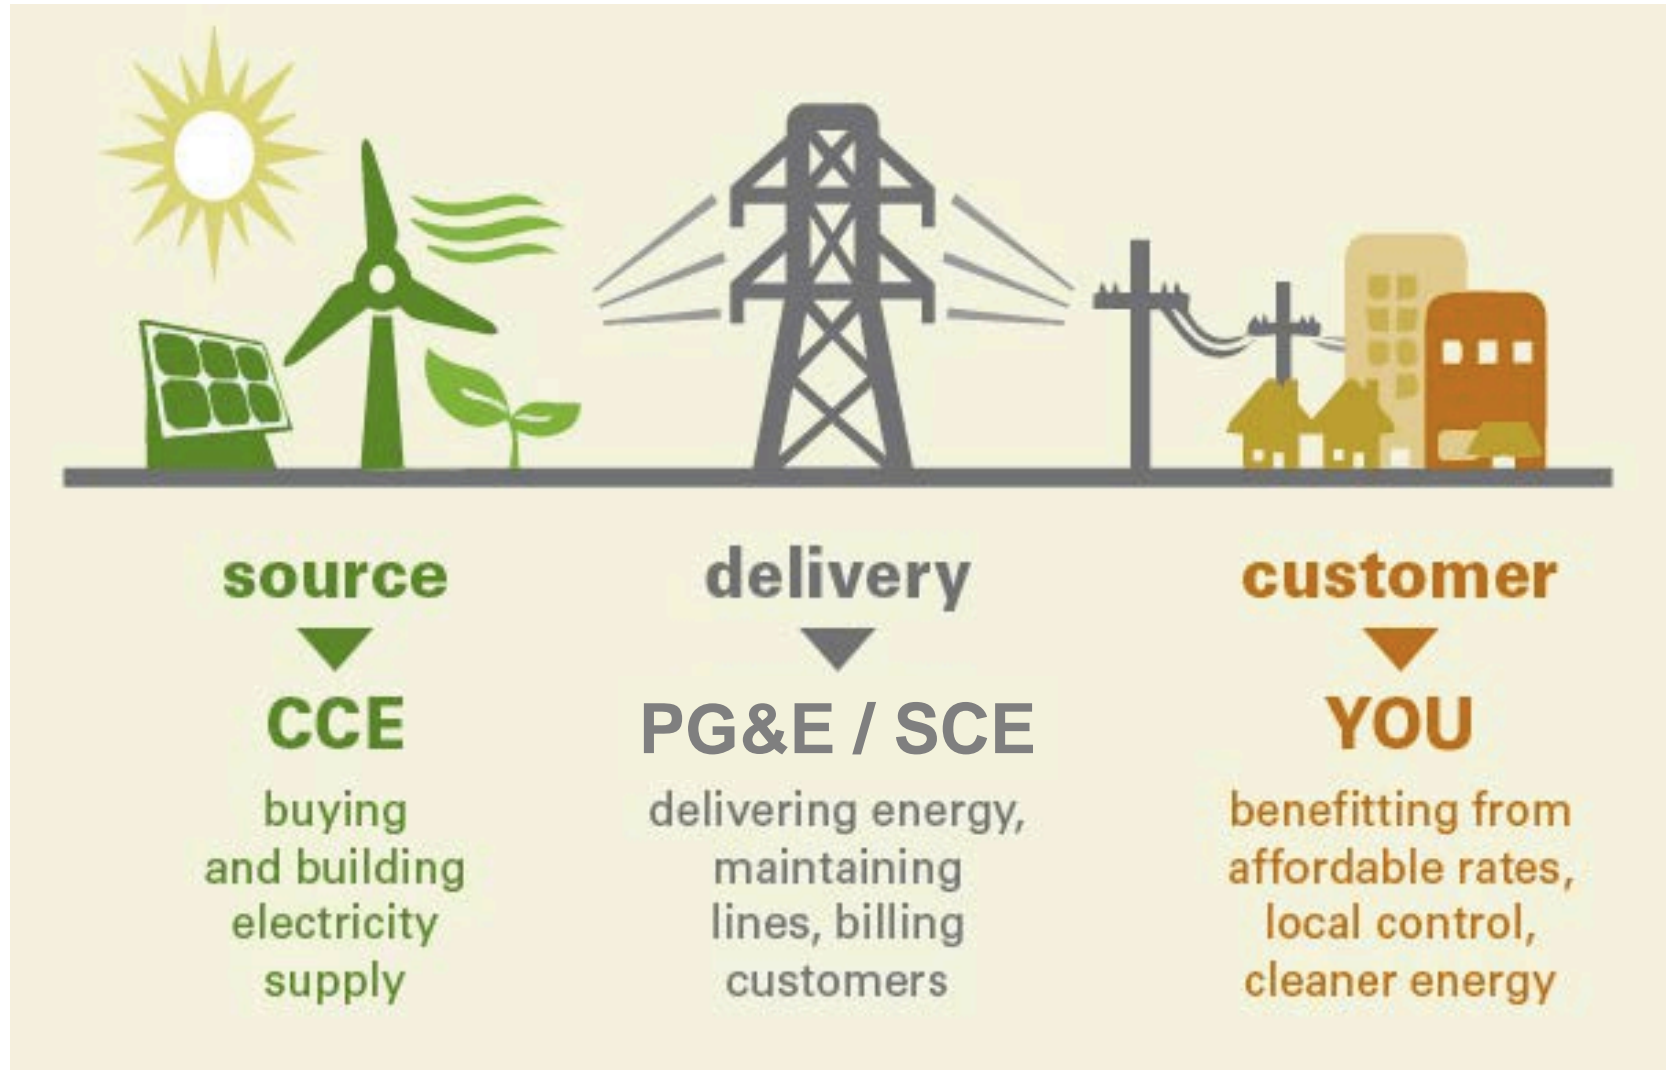 source
delivery
customer
CCE
PG&E / SCE
YOU
buying
and building
electricity
supply
delivering energy,
maintaining
lines, billing
customers
benefitting from
affordable rates,
local control,
cleaner energy